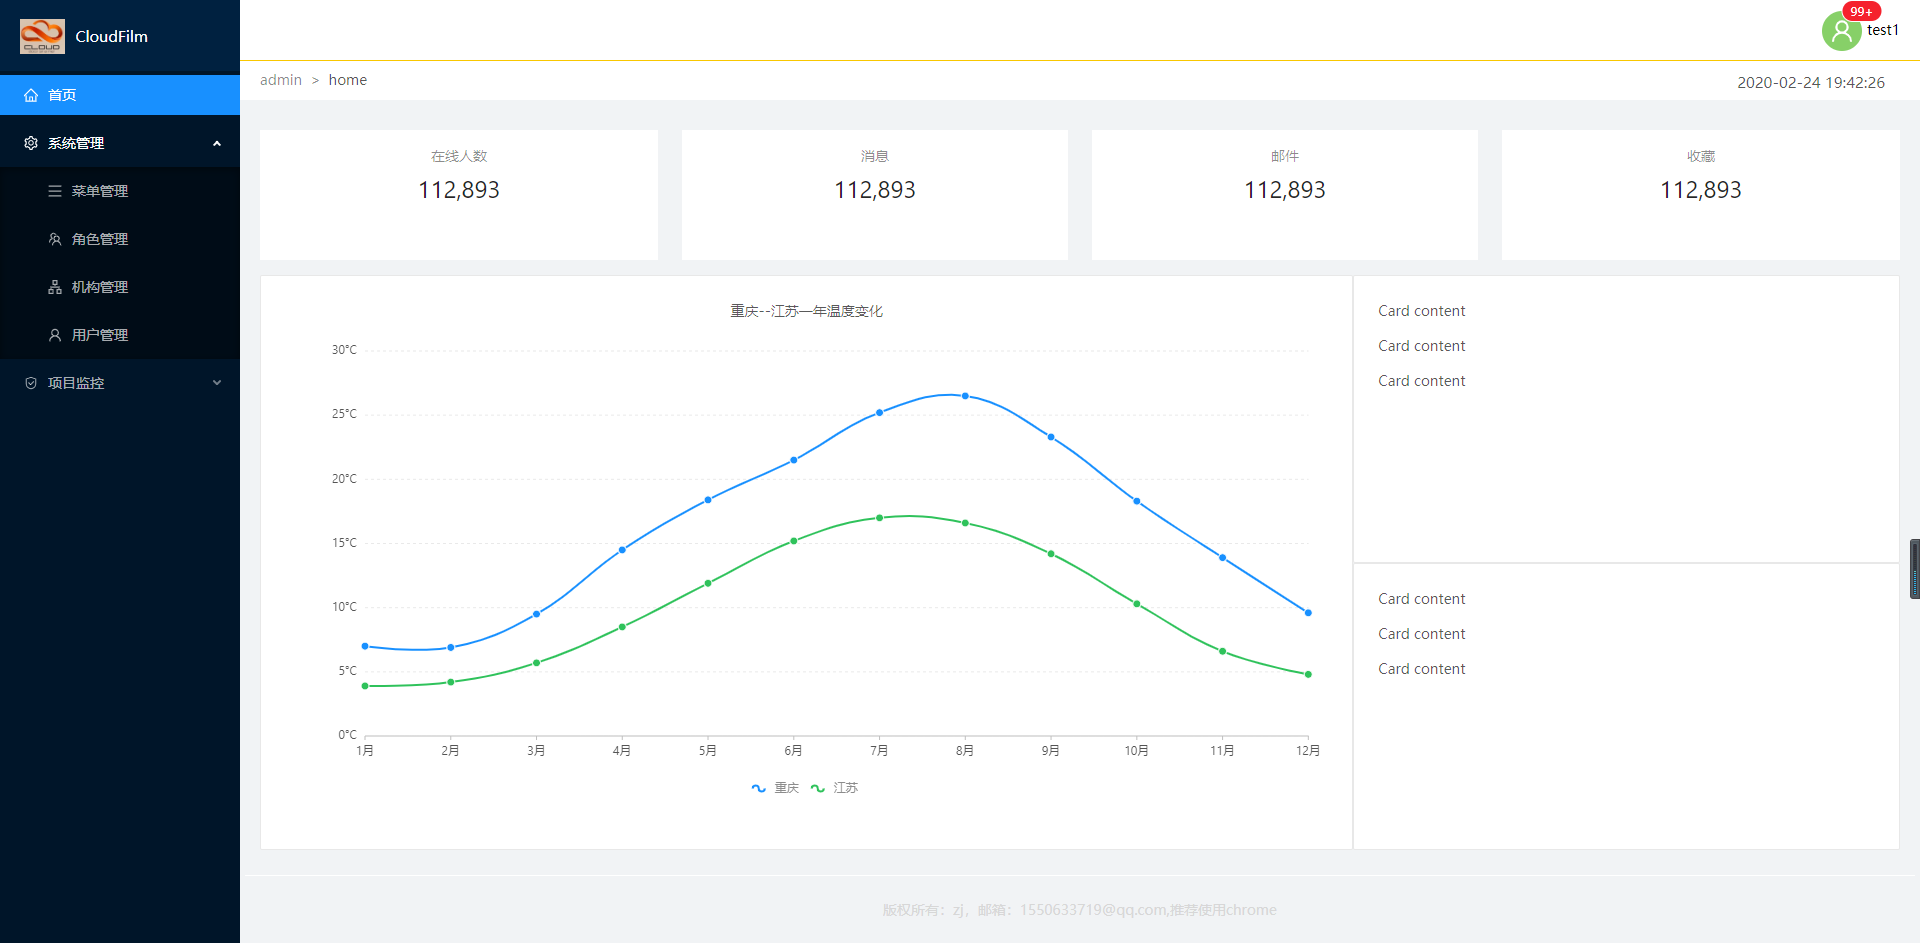 CLOUD
CloudFilm
首页
系统管理
菜单管理
角色管理
机构管理
用户管理
项目监控
99+
test1
admin > home
2020-02-24 19:42:26
在线人数
112,893
消息
112,893
邮件
112,893
收藏
112,893
重庆--江苏一年温度变化
30°C
25°C
20°C
15°C
10°C
5°C
0°C
1月 2月 3月 4月 5月 6月 7月 8月 9月 10月 11月 12月
重庆 江苏
Card content
Card content
Card content
Card content
Card content
Card content
版权所有：zj，邮箱：1550633719@qq.com,推荐使用chrome